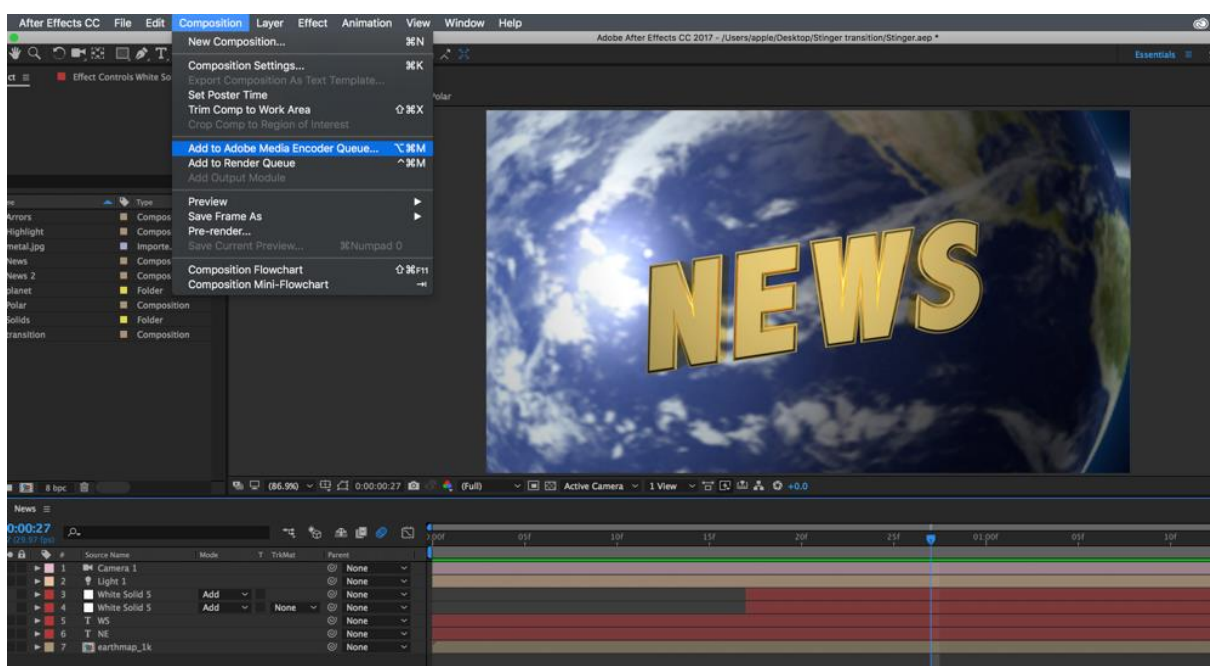 After Effects CC File Edit Composition Layer Effect Animation View Window Help
Adobe After Effects CC 2017 - /Users/apple/Desktop/Stinger transition/Stinger.aep *
Essentials
ct Effect Controls White So
New Composition... ⌘N
Composition Settings... ⌘K
Export Composition As Text Template...
Set Poster Time
Trim Comp to Work Area ⇧⌘X
Crop Comp to Region of Interest
Add to Adobe Media Encoder Queue... ⌥⌘M
Add to Render Queue ^⌘M
Add Output Module
Preview
Save Frame As
Pre-render...
Save Current Preview... ⌘Numpad 0
Composition Flowchart ⇧⌘F11
Composition Mini-Flowchart
Polar
NEWS
Type
Arrors Compos
Highlight Compos
metal.jpg Importe
News Compos
News 2 Compos
planet Folder
Polar Composition
Solids Folder
transition Composition
8 bpc
(86.9%) 0:00:00:27 (Full) Active Camera 1 View +0.0
News
0:00:27
(29.97 fps)
05f 10f 15f 20f 25f 01:00f 05f 10f
# Source Name Mode T TrkMat Parent
1 Camera 1 None
2 Light 1 None
3 White Solid 5 Add None
4 White Solid 5 Add None None
5 T WS None
6 T NE None
7 earthmap_1k None